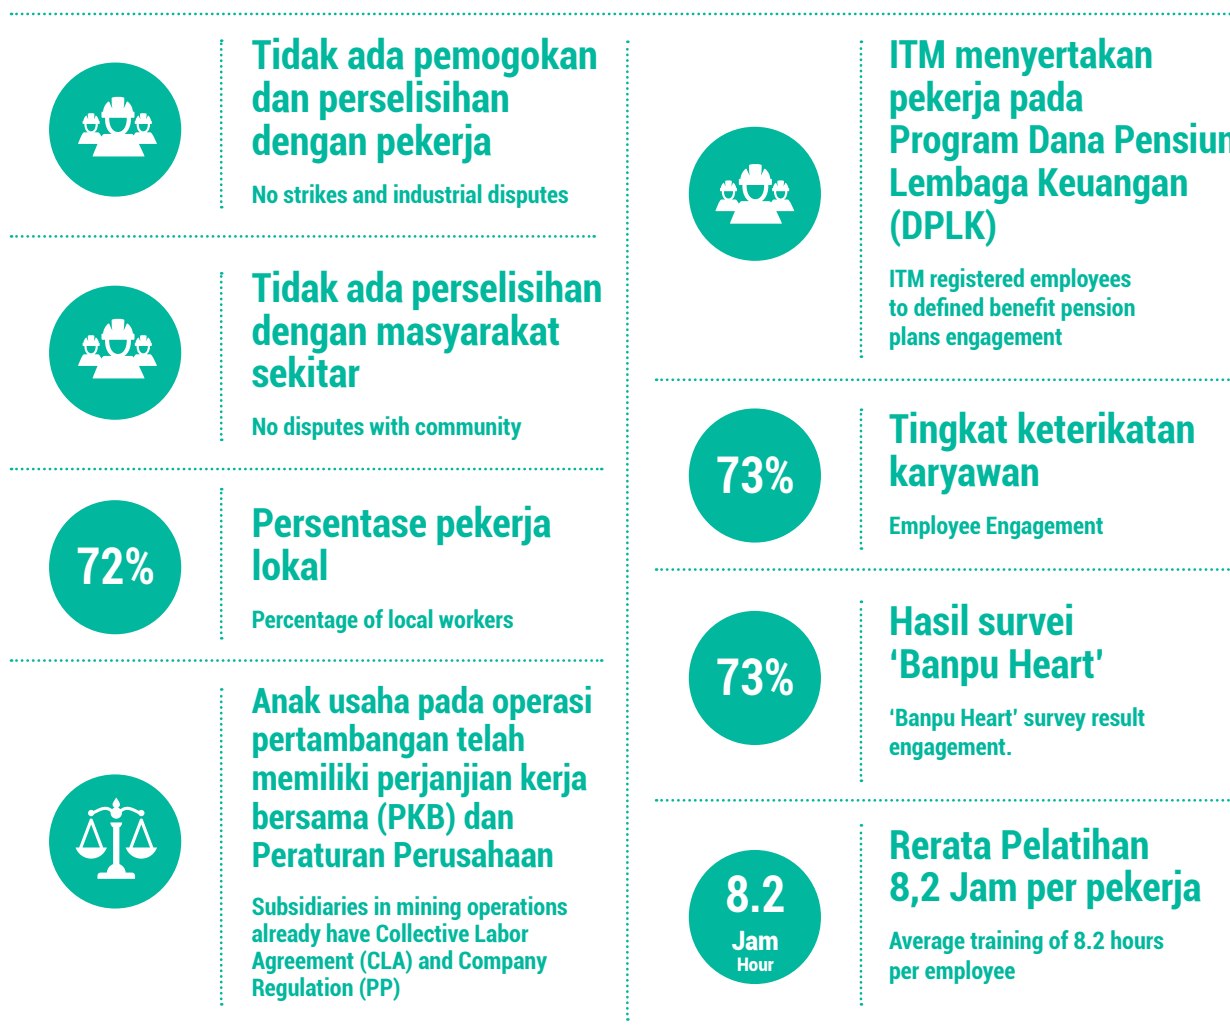 Tidak ada pemogokan
dan perselisihan
dengan pekerja
No strikes and industrial disputes
Tidak ada perselisihan
dengan masyarakat
sekitar
No disputes with community
72%
Persentase pekerja
lokal
Percentage of local workers
Anak usaha pada operasi
pertambangan telah
memiliki perjanjian kerja
bersama (PKB) dan
Peraturan Perusahaan
Subsidiaries in mining operations
already have Collective Labor
Agreement (CLA) and Company
Regulation (PP)
ITM menyertakan
pekerja pada
Program Dana Pensiun
Lembaga Keuangan
(DPLK)
ITM registered employees
to defined benefit pension
plans engagement
73%
Tingkat keterikatan
karyawan
Employee Engagement
73%
Hasil survei
‘Banpu Heart’
‘Banpu Heart’ survey result
engagement.
8.2
Jam
Hour
Rerata Pelatihan
8,2 Jam per pekerja
Average training of 8.2 hours
per employee